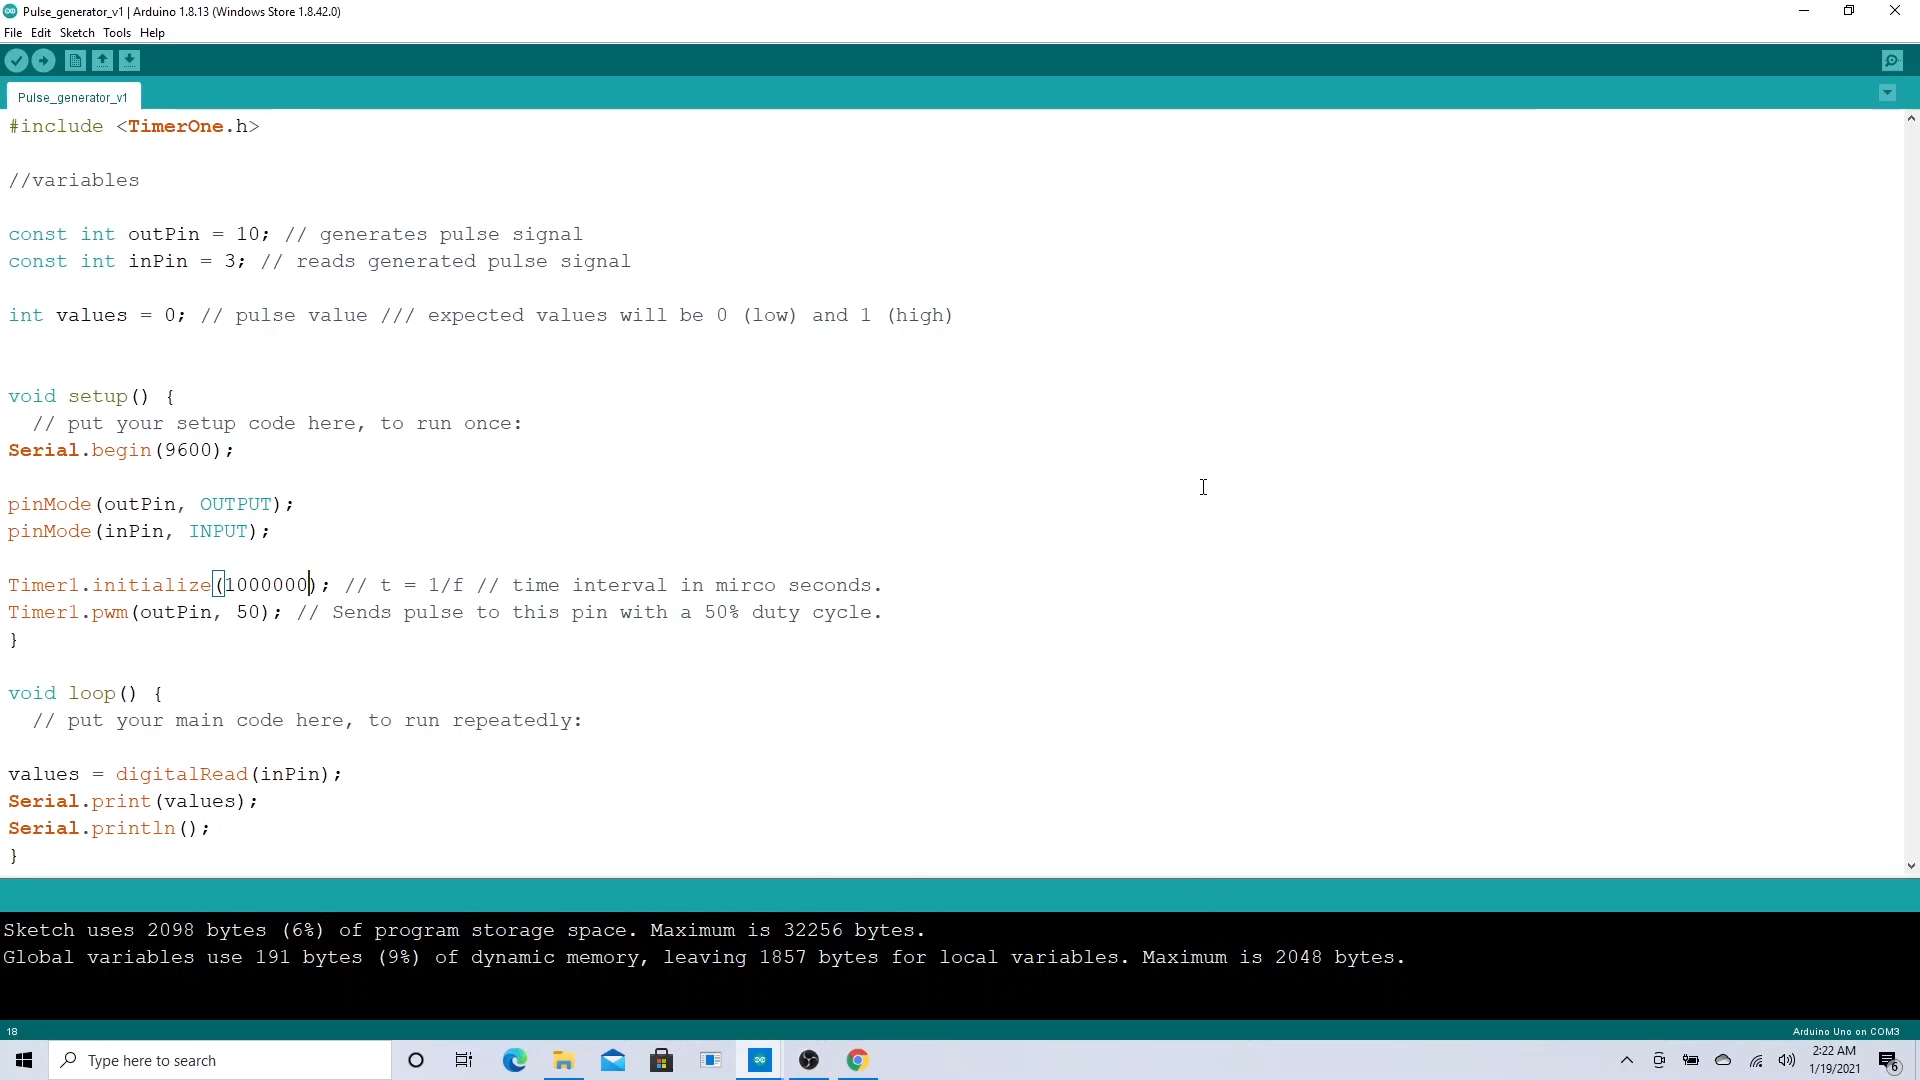 Pulse_generator_v1 | Arduino 1.8.13 (Windows Store 1.8.42.0)
File Edit Sketch Tools Help
Pulse_generator_v1
#include <TimerOne.h>
//variables
const int outPin = 10; // generates pulse signal
const int inPin = 3; // reads generated pulse signal
int values = 0; // pulse value /// expected values will be 0 (low) and 1 (high)
void setup() {
// put your setup code here, to run once:
Serial.begin(9600);
pinMode(outPin, OUTPUT);
pinMode(inPin, INPUT);
Timer1.initialize(1000000); // t = 1/f // time interval in mirco seconds.
Timer1.pwm(outPin, 50); // Sends pulse to this pin with a 50% duty cycle.
}
void loop() {
// put your main code here, to run repeatedly:
values = digitalRead(inPin);
Serial.print(values);
Serial.println();
}
Sketch uses 2098 bytes (6%) of program storage space. Maximum is 32256 bytes.
Global variables use 191 bytes (9%) of dynamic memory, leaving 1857 bytes for local variables. Maximum is 2048 bytes.
18
Arduino Uno on COM3
Type here to search
2:22 AM
1/19/2021
6